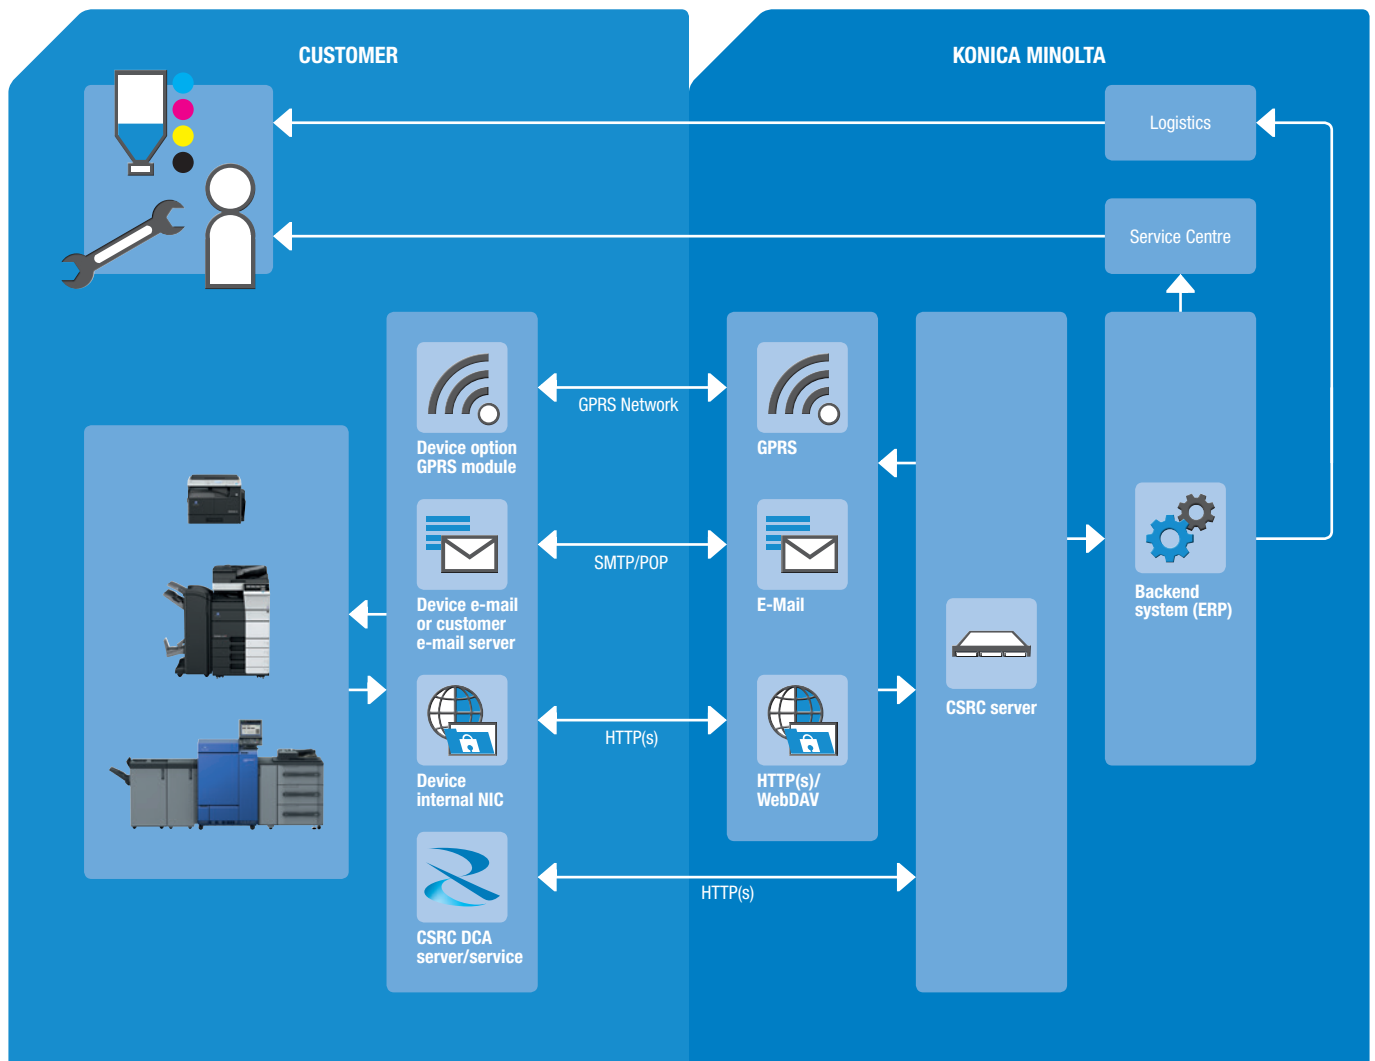 CUSTOMER
KONICA MINOLTA
Logistics
Service Centre
Device option
GPRS module
GPRS Network
GPRS
Device e-mail
or customer
e-mail server
SMTP/POP
E-Mail
Device
internal NIC
HTTP(s)
HTTP(s)/
WebDAV
CSRC DCA
server/service
HTTP(s)
CSRC server
Backend
system (ERP)